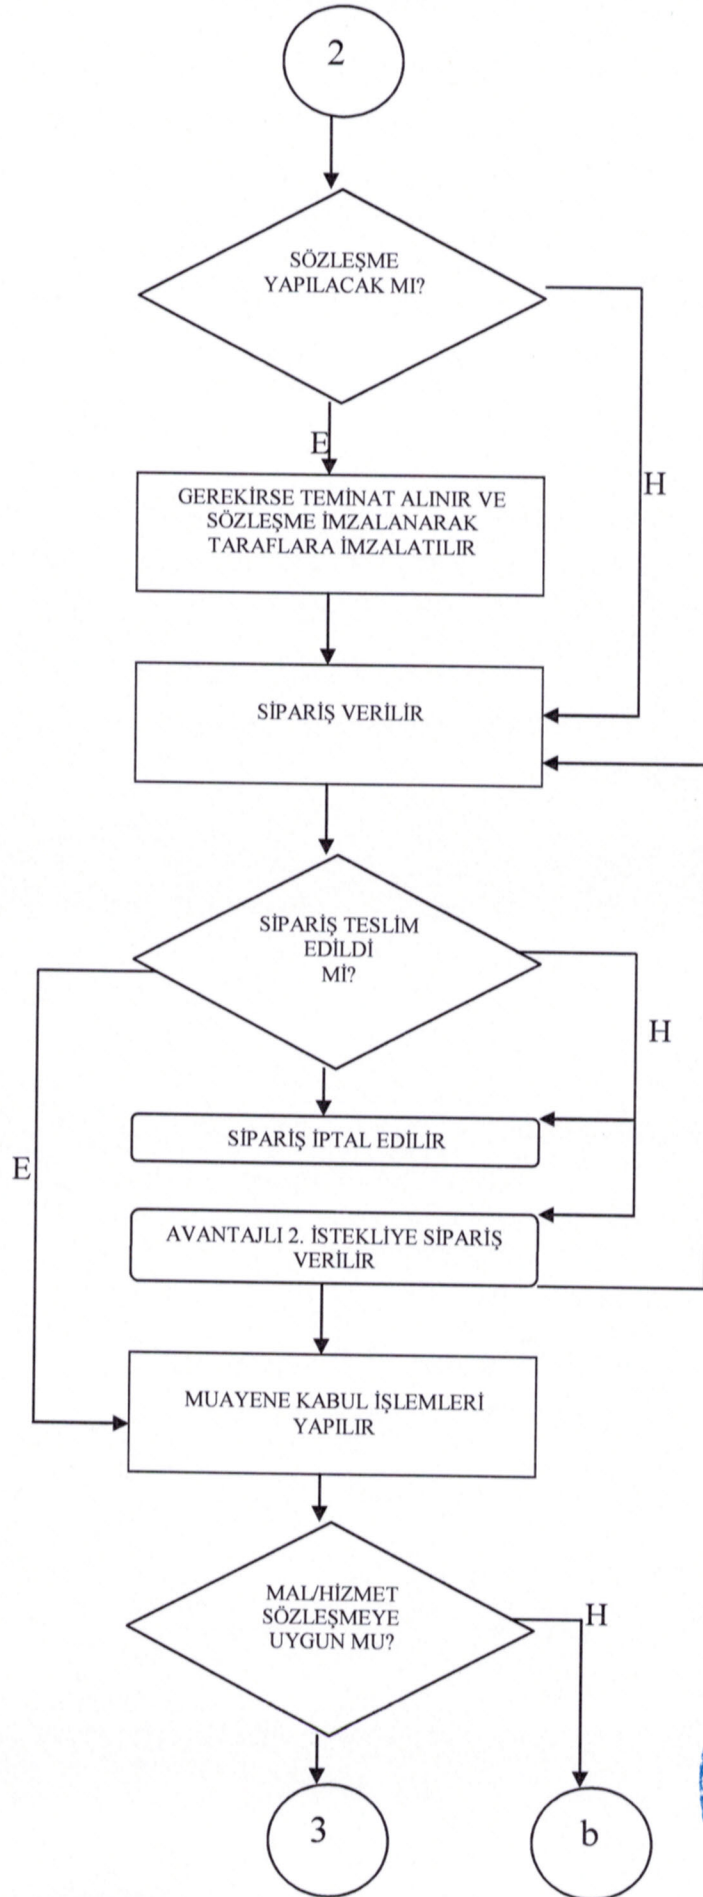 2
SÖZLEŞME
YAPILACAK MI?
E
H
GEREKİRSE TEMİNAT ALINIR VE
SÖZLEŞME İMZALANARAK
TARAFLARA İMZALATILIR
SİPARİŞ VERİLİR
SİPARİŞ TESLİM
EDİLDİ
Mİ?
H
SİPARİŞ İPTAL EDİLİR
E
AVANTAJLI 2. İSTEKLİYE SİPARİŞ
VERİLİR
MUAYENE KABUL İŞLEMLERİ
YAPILIR
MAL/HİZMET
SÖZLEŞMEYE
UYGUN MU?
H
3
b